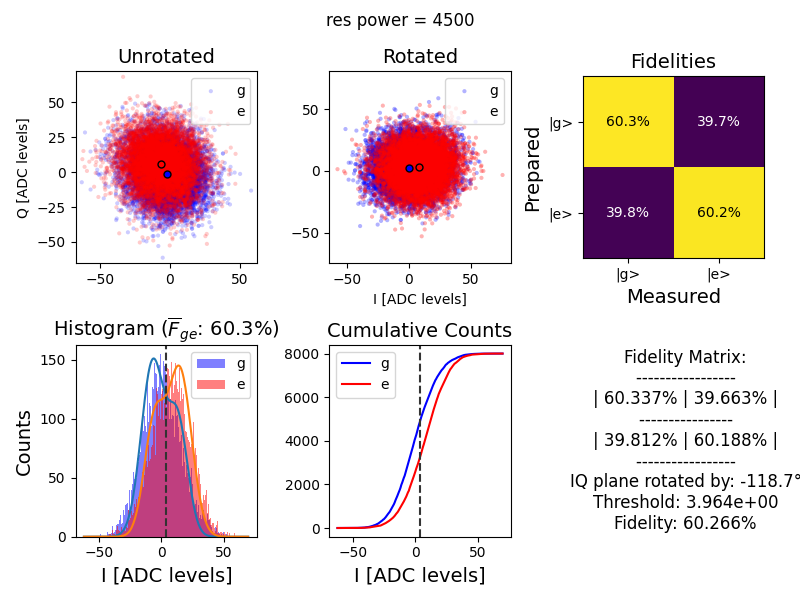 res power = 4500
Unrotated
Q [ADC levels]
50
25
0
−25
−50
−50
0
50
g
e
Rotated
50
0
−50
−50
0
50
I [ADC levels]
g
e
Fidelities
Prepared
|g>
|e>
60.3%
39.7%
39.8%
60.2%
|g>
|e>
Measured
Histogram (F̅ge: 60.3%)
Counts
150
100
50
0
−50
0
50
I [ADC levels]
g
e
Cumulative Counts
8000
6000
4000
2000
0
−50
0
50
I [ADC levels]
g
e
Fidelity Matrix:
-----------------
| 60.337% | 39.663% |
----------------
| 39.812% | 60.188% |
-----------------
IQ plane rotated by: -118.7°
Threshold: 3.964e+00
Fidelity: 60.266%